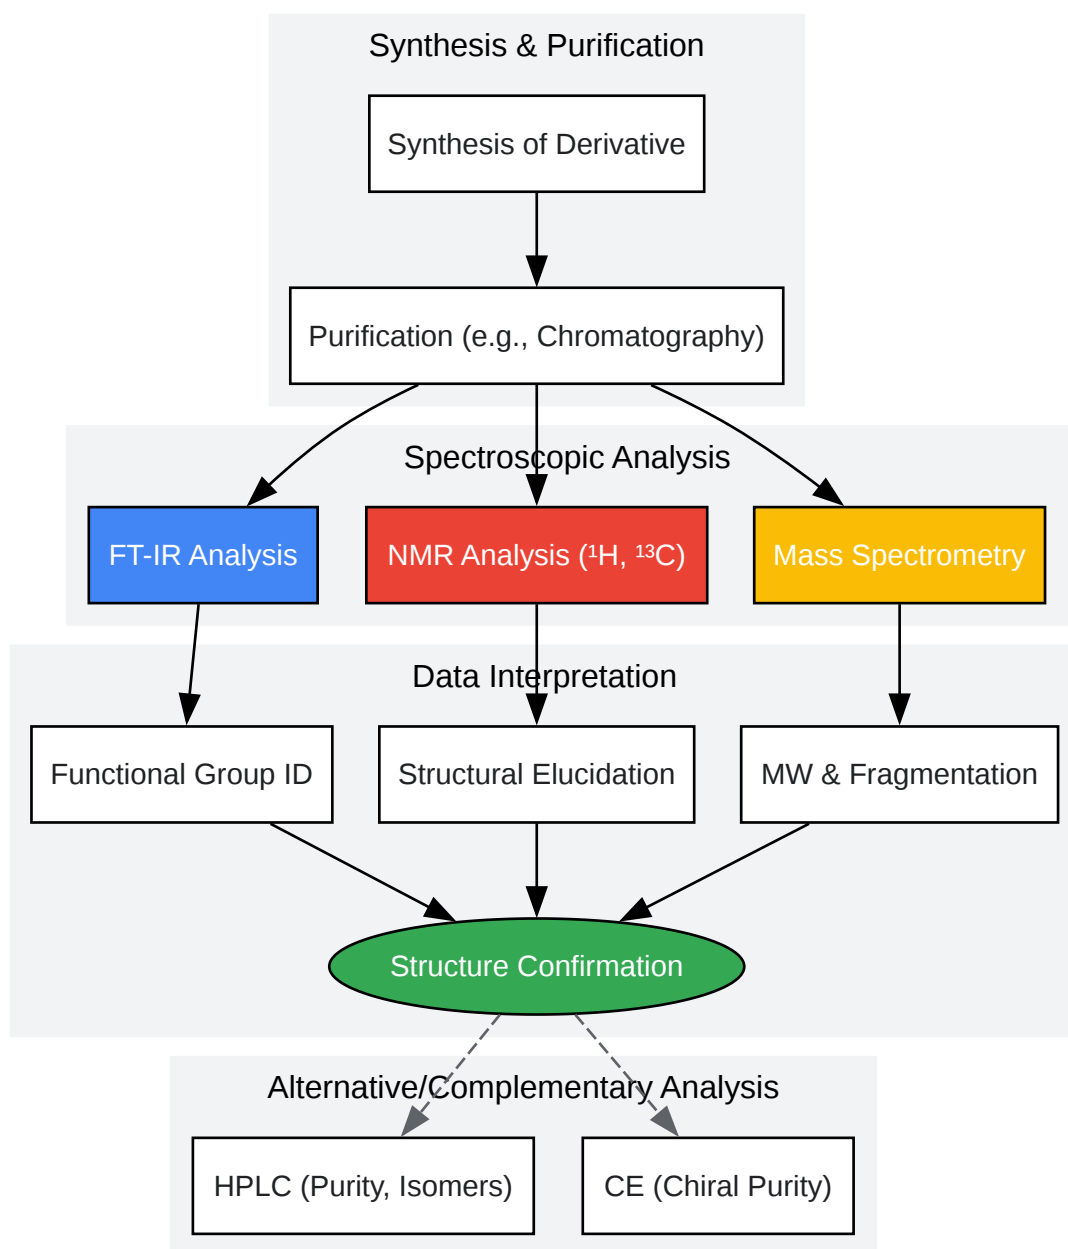 Synthesis & Purification
Synthesis of Derivative
Purification (e.g., Chromatography)
Spectroscopic Analysis
FT-IR Analysis
NMR Analysis (¹H, ¹³C)
Mass Spectrometry
Data Interpretation
Functional Group ID
Structural Elucidation
MW & Fragmentation
Structure Confirmation
Alternative/Complementary Analysis
HPLC (Purity, Isomers)
CE (Chiral Purity)